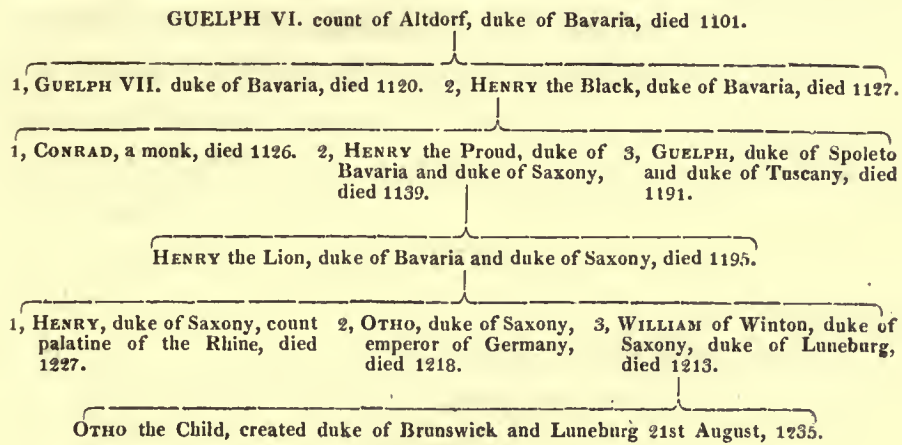 GUELPH VI. count of Altdorf, duke of Bavaria, died 1101.
1, GUELPH VII. duke of Bavaria, died 1120. 2, HENRY the Black, duke of Bavaria, died 1127.
1, CONRAD, a monk, died 1126.
2, HENRY the Proud, duke of
Bavaria and duke of Saxony,
died 1139.
3, GUELPH, duke of Spoleto
and duke of Tuscany, died
1191.
HENRY the Lion, duke of Bavaria and duke of Saxony, died 1195.
1, HENRY, duke of Saxony, count
palatine of the Rhine, died
1227.
2, OTHO, duke of Saxony,
emperor of Germany,
died 1218.
3, WILLIAM of Winton, duke of
Saxony, duke of Luneburg,
died 1213.
OTHO the Child, created duke of Brunswick and Luneburg 21st August, 1235.